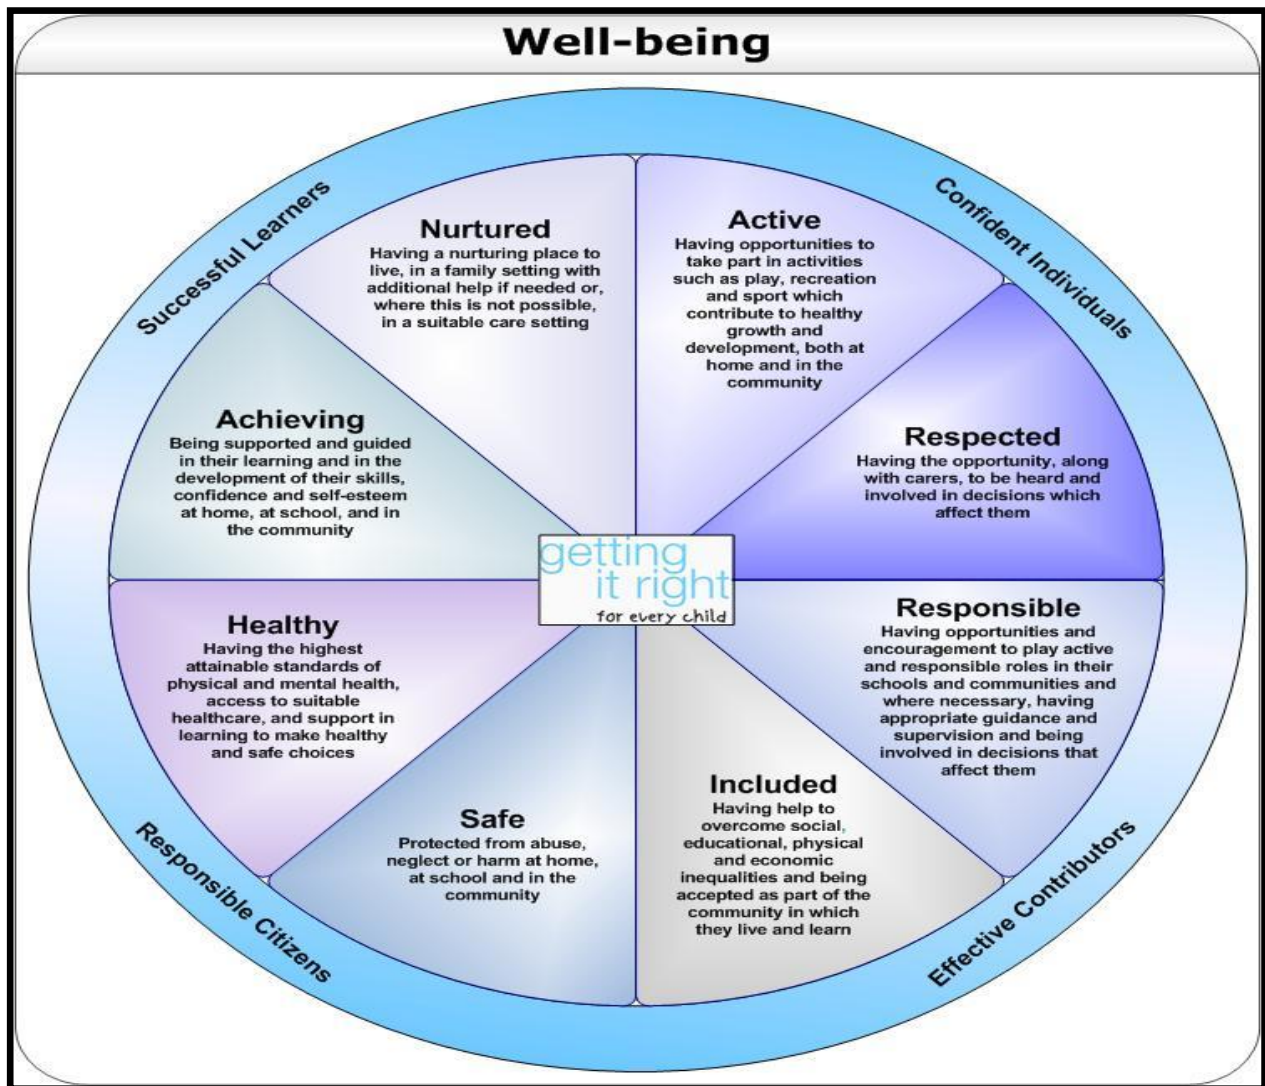 Well-being
Successful Learners
Confident Individuals
Nurtured
Having a nurturing place to
live, in a family setting with
additional help if needed or,
where this is not possible,
in a suitable care setting
Active
Having opportunities to
take part in activities
such as play, recreation
and sport which
contribute to healthy
growth and
development, both at
home and in the
community
Achieving
Being supported and guided
in their learning and in the
development of their skills,
confidence and self-esteem
at home, at school, and in
the community
Respected
Having the opportunity, along
with carers, to be heard and
involved in decisions which
affect them
getting
it right
for every child
Healthy
Having the highest
attainable standards of
physical and mental health,
access to suitable
healthcare, and support in
learning to make healthy
and safe choices
Responsible
Having opportunities and
encouragement to play active
and responsible roles in their
schools and communities and
where necessary, having
appropriate guidance and
supervision and being
involved in decisions that
affect them
Safe
Protected from abuse,
neglect or harm at home,
at school and in the
community
Included
Having help to
overcome social,
educational, physical
and economic
inequalities and being
accepted as part of the
community in which
they live and learn
Responsible Citizens
Effective Contributors